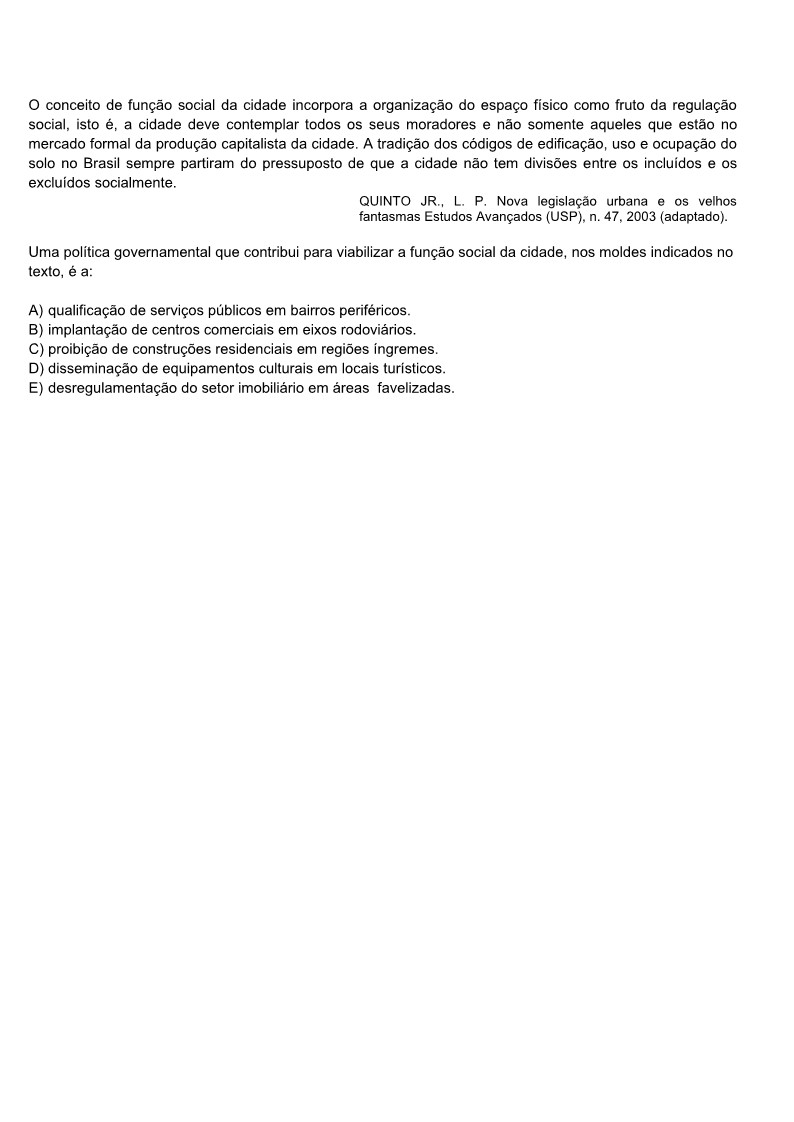 O conceito de função social da cidade incorpora a organização do espaço físico como fruto da regulação
social, isto é, a cidade deve contemplar todos os seus moradores e não somente aqueles que estão no
mercado formal da produção capitalista da cidade. A tradição dos códigos de edificação, uso e ocupação do
solo no Brasil sempre partiram do pressuposto de que a cidade não tem divisões entre os incluídos e os
excluídos socialmente.
QUINTO JR., L. P. Nova legislação urbana e os velhos
fantasmas Estudos Avançados (USP), n. 47, 2003 (adaptado).
Uma política governamental que contribui para viabilizar a função social da cidade, nos moldes indicados no
texto, é a:
A) qualificação de serviços públicos em bairros periféricos.
B) implantação de centros comerciais em eixos rodoviários.
C) proibição de construções residenciais em regiões íngremes.
D) disseminação de equipamentos culturais em locais turísticos.
E) desregulamentação do setor imobiliário em áreas  favelizadas.